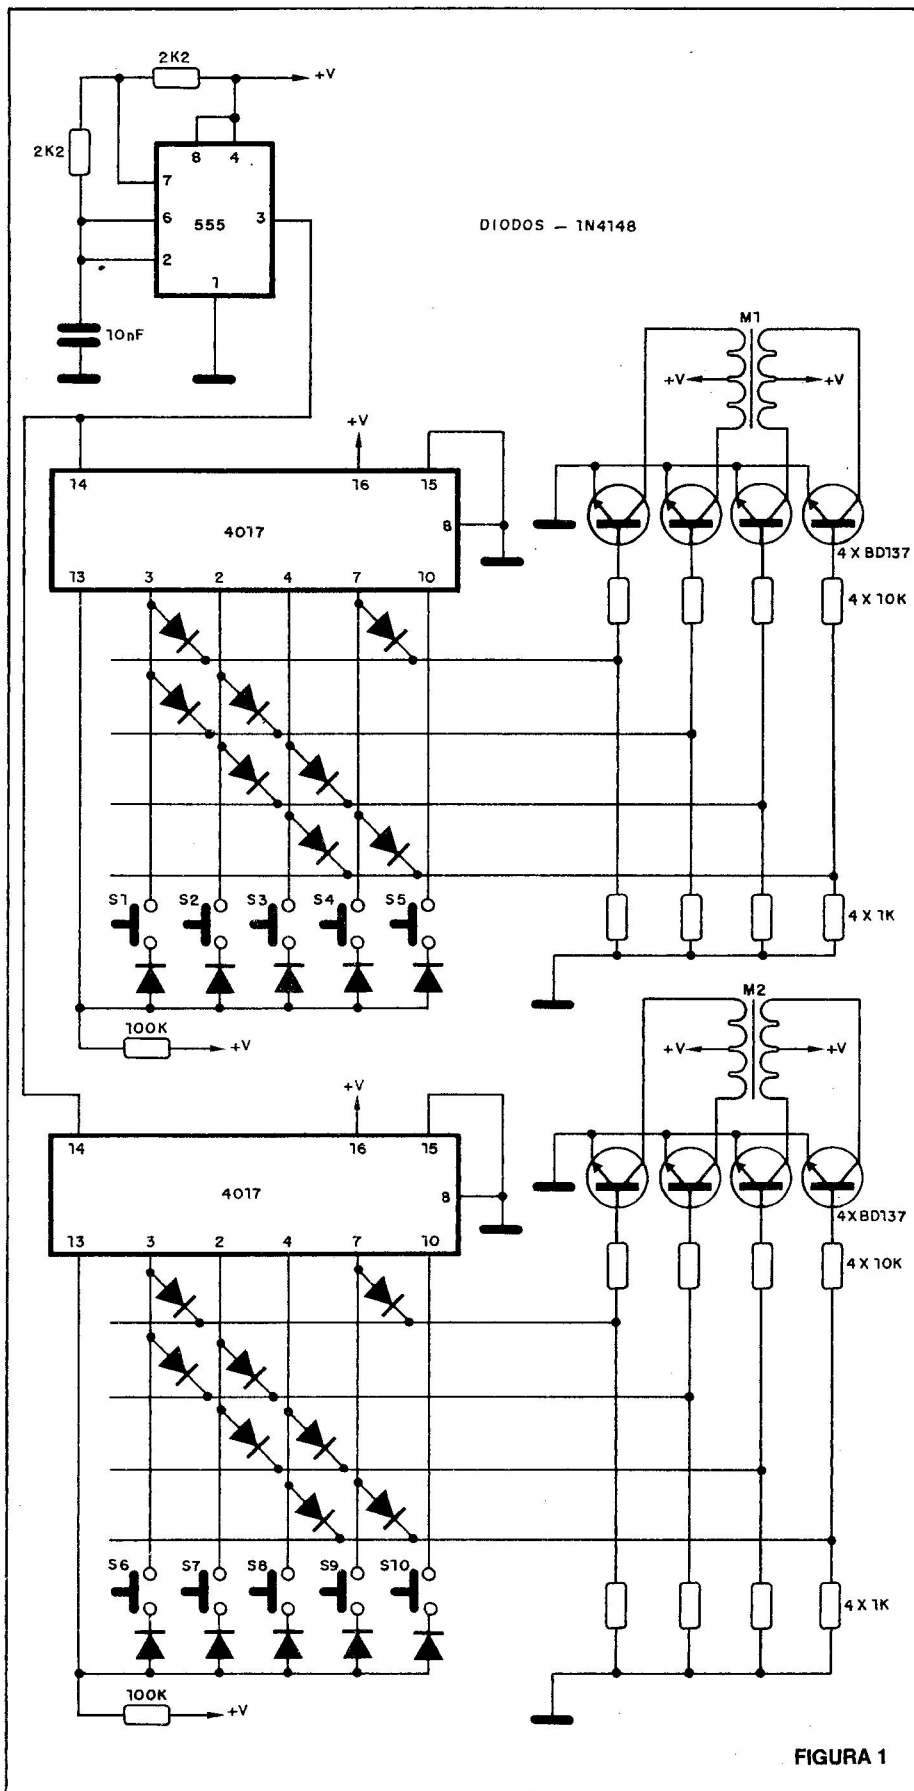 2K2
+V
2K2
8 4
7
6 555 3
2
1
10nF
DIODOS – 1N4148
M1
+V +V
+V
14 16 15
4017 8
13 3 2 4 7 10
4 X BD137
4 X 10K
S1 S2 S3 S4 S5
4 X 1K
100K +V
M2
+V +V
+V
14 16 15
4017 8
13 3 2 4 7 10
4 X BD137
4 X 10K
S6 S7 S8 S9 S10
4 X 1K
100K +V
FIGURA 1